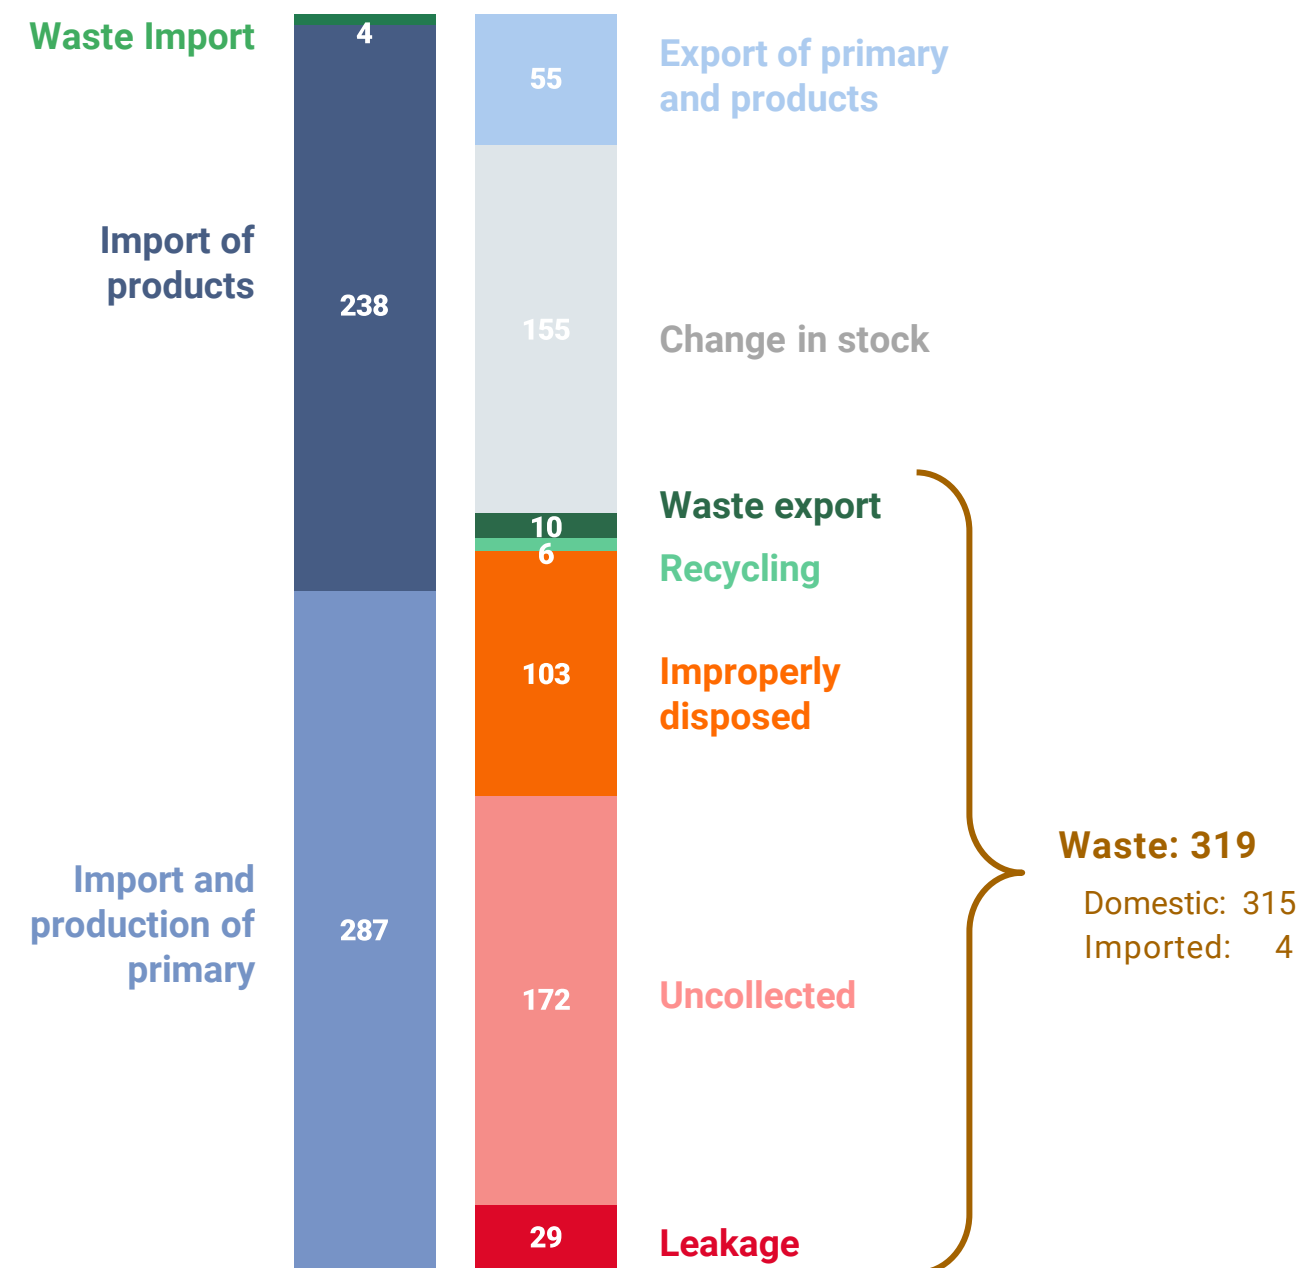 Waste Import
4
Import of
products
238
Import and
production of
primary
287
55
Export of primary
and products
155
Change in stock
10
Waste export
6
Recycling
103
Improperly
disposed
172
Uncollected
29
Leakage
Waste: 319
Domestic: 315
Imported: 4